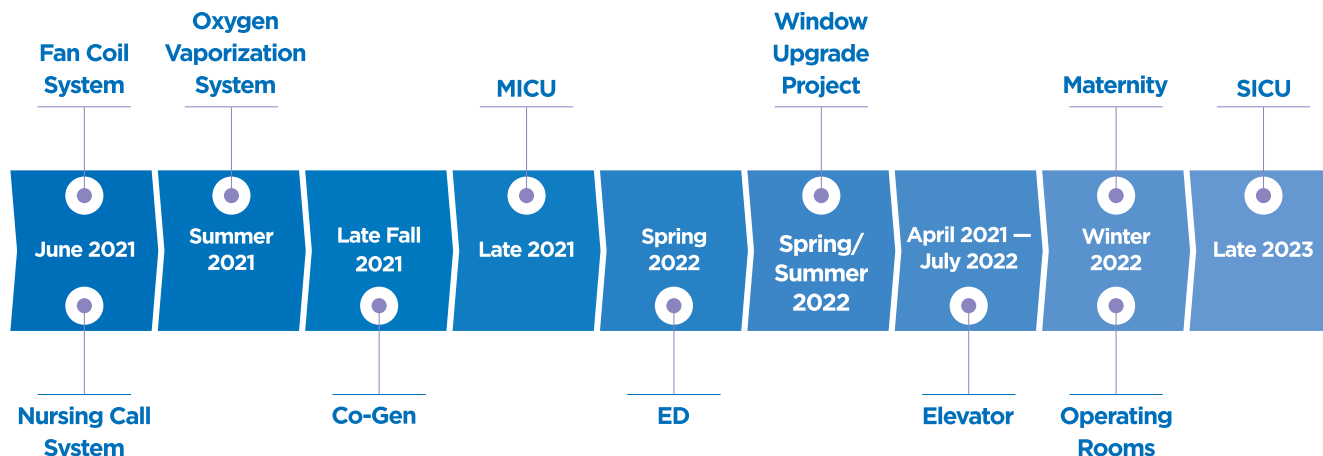 Fan Coil
System
Oxygen
Vaporization
System
MICU
Window
Upgrade
Project
Maternity
SICU
June 2021
Summer
2021
Late Fall
2021
Late 2021
Spring
2022
Spring/
Summer
2022
April 2021 —
July 2022
Winter
2022
Late 2023
Nursing Call
System
Co-Gen
ED
Elevator
Operating
Rooms